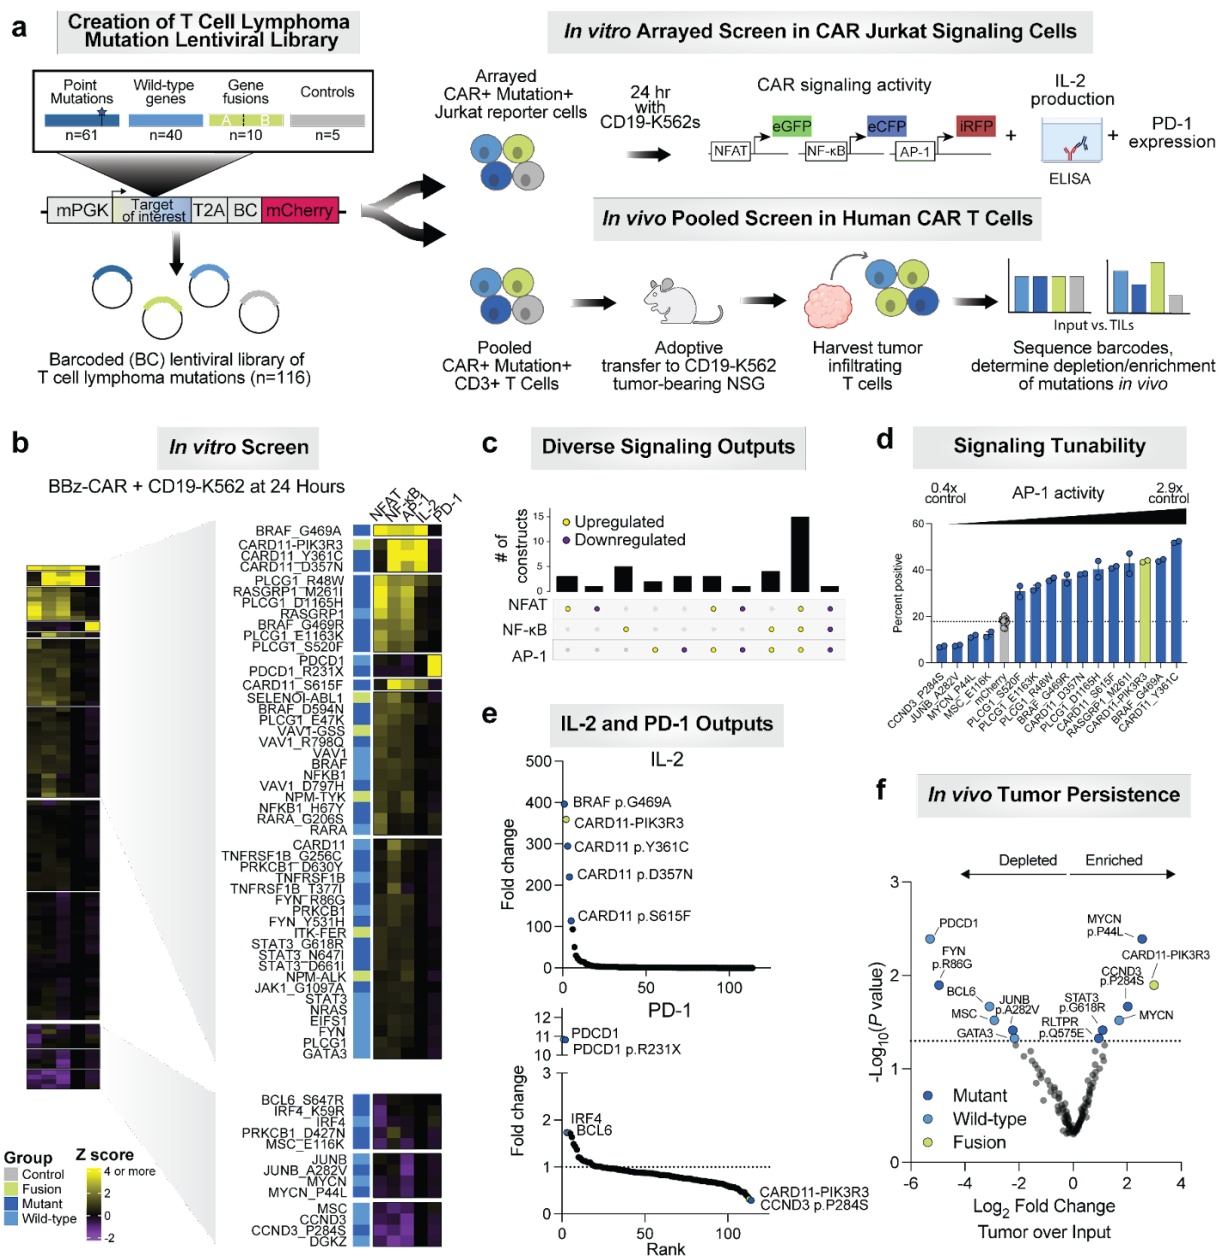 a
Creation of T Cell Lymphoma
Mutation Lentiviral Library
Point
Mutations
Wild-type
genes
Gene
fusions
Controls
A
B
n=61
n=40
n=10
n=5
mPGK
Target
of interest
T2A
BC
mCherry
Barcoded (BC) lentiviral library of
T cell lymphoma mutations (n=116)
In vitro Arrayed Screen in CAR Jurkat Signaling Cells
Arrayed
CAR+ Mutation+
Jurkat reporter cells
24 hr
with
CD19-K562s
CAR signaling activity
eGFP
eCFP
iRFP
NFAT
NF-κB
AP-1
+
IL-2
production
ELISA
+
PD-1
expression
In vivo Pooled Screen in Human CAR T Cells
Pooled
CAR+ Mutation+
CD3+ T Cells
Adoptive
transfer to CD19-K562
tumor-bearing NSG
Harvest tumor
infiltrating
T cells
Input vs. TILs
Sequence barcodes,
determine depletion/enrichment
of mutations in vivo
b
In vitro Screen
BBz-CAR + CD19-K562 at 24 Hours
NFAT
NF-κB
AP-1
IL-2
PD-1
BRAF_G469A
CARD11-PIK3R3
CARD11_Y361C
CARD11_D357N
PLCG1_R48W
RASGRP1_M261I
PLCG1_D1165H
RASGRP1
BRAF_G469R
PLCG1_E1163K
PLCG1_S520F
PDCD1
PDCD1_R231X
CARD11_S615F
SELENOI-ABL1
BRAF_D594N
PLCG1_E47K
VAV1-GSS
VAV1_R798Q
VAV1
BRAF
NFKB1
VAV1_D797H
NPM-TYK
NFKB1_H67Y
RARA_G206S
RARA
CARD11
TNFRSF1B_G256C
PRKCB1_D630Y
TNFRSF1B
TNFRSF1B_T377I
FYN_R86G
PRKCB1
FYN_Y531H
ITK-FER
STAT3_G618R
STAT3_N647I
STAT3_D661I
NPM-ALK
JAK1_G1097A
STAT3
NRAS
EIFS1
FYN
PLCG1
GATA3
BCL6_S647R
IRF4_K59R
IRF4
PRKCB1_D427N
MSC_E116K
JUNB
JUNB_A282V
MYCN
MYCN_P44L
MSC
CCND3
CCND3_P284S
DGKZ
Group
Control
Fusion
Mutant
Wild-type
Z score
4 or more
2
0
-2
c
Diverse Signaling Outputs
# of
constructs
15
10
5
0
Upregulated
Downregulated
NFAT
NF-κB
AP-1
d
Signaling Tunability
0.4x
control
AP-1 activity
2.9x
control
Percent positive
60
40
20
0
CCND3_P284S
JUNB_A282V
MYCN_P44L
MSC_E116K
mCherry
PLCG1_S520F
PLCG1_E1163K
PLCG1_R48W
BRAF_G469R
CARD11_D357N
PLCG1_D1165H
CARD11_S615F
RASGRP1_M261I
CARD11-PIK3R3
BRAF_G469A
CARD11_Y361C
e
IL-2 and PD-1 Outputs
IL-2
Fold change
500
400
300
200
100
0
BRAF p.G469A
CARD11-PIK3R3
CARD11 p.Y361C
CARD11 p.D357N
CARD11 p.S615F
0
50
100
PD-1
Fold change
12
11
10
3
2
1
0
PDCD1
PDCD1 p.R231X
IRF4
BCL6
CARD11-PIK3R3
CCND3 p.P284S
0
50
100
Rank
f
In vivo Tumor Persistence
Depleted
Enriched
-Log10(P value)
3
2
1
0
PDCD1
FYN
p.R86G
BCL6
MSC
JUNB
p.A282V
GATA3
MYCN
p.P44L
CARD11-PIK3R3
CCND3
p.P284S
STAT3
p.G618R
MYCN
RLTPR
p.Q575E
Mutant
Wild-type
Fusion
-6
-4
-2
0
2
4
6
Log2 Fold Change
Tumor over Input